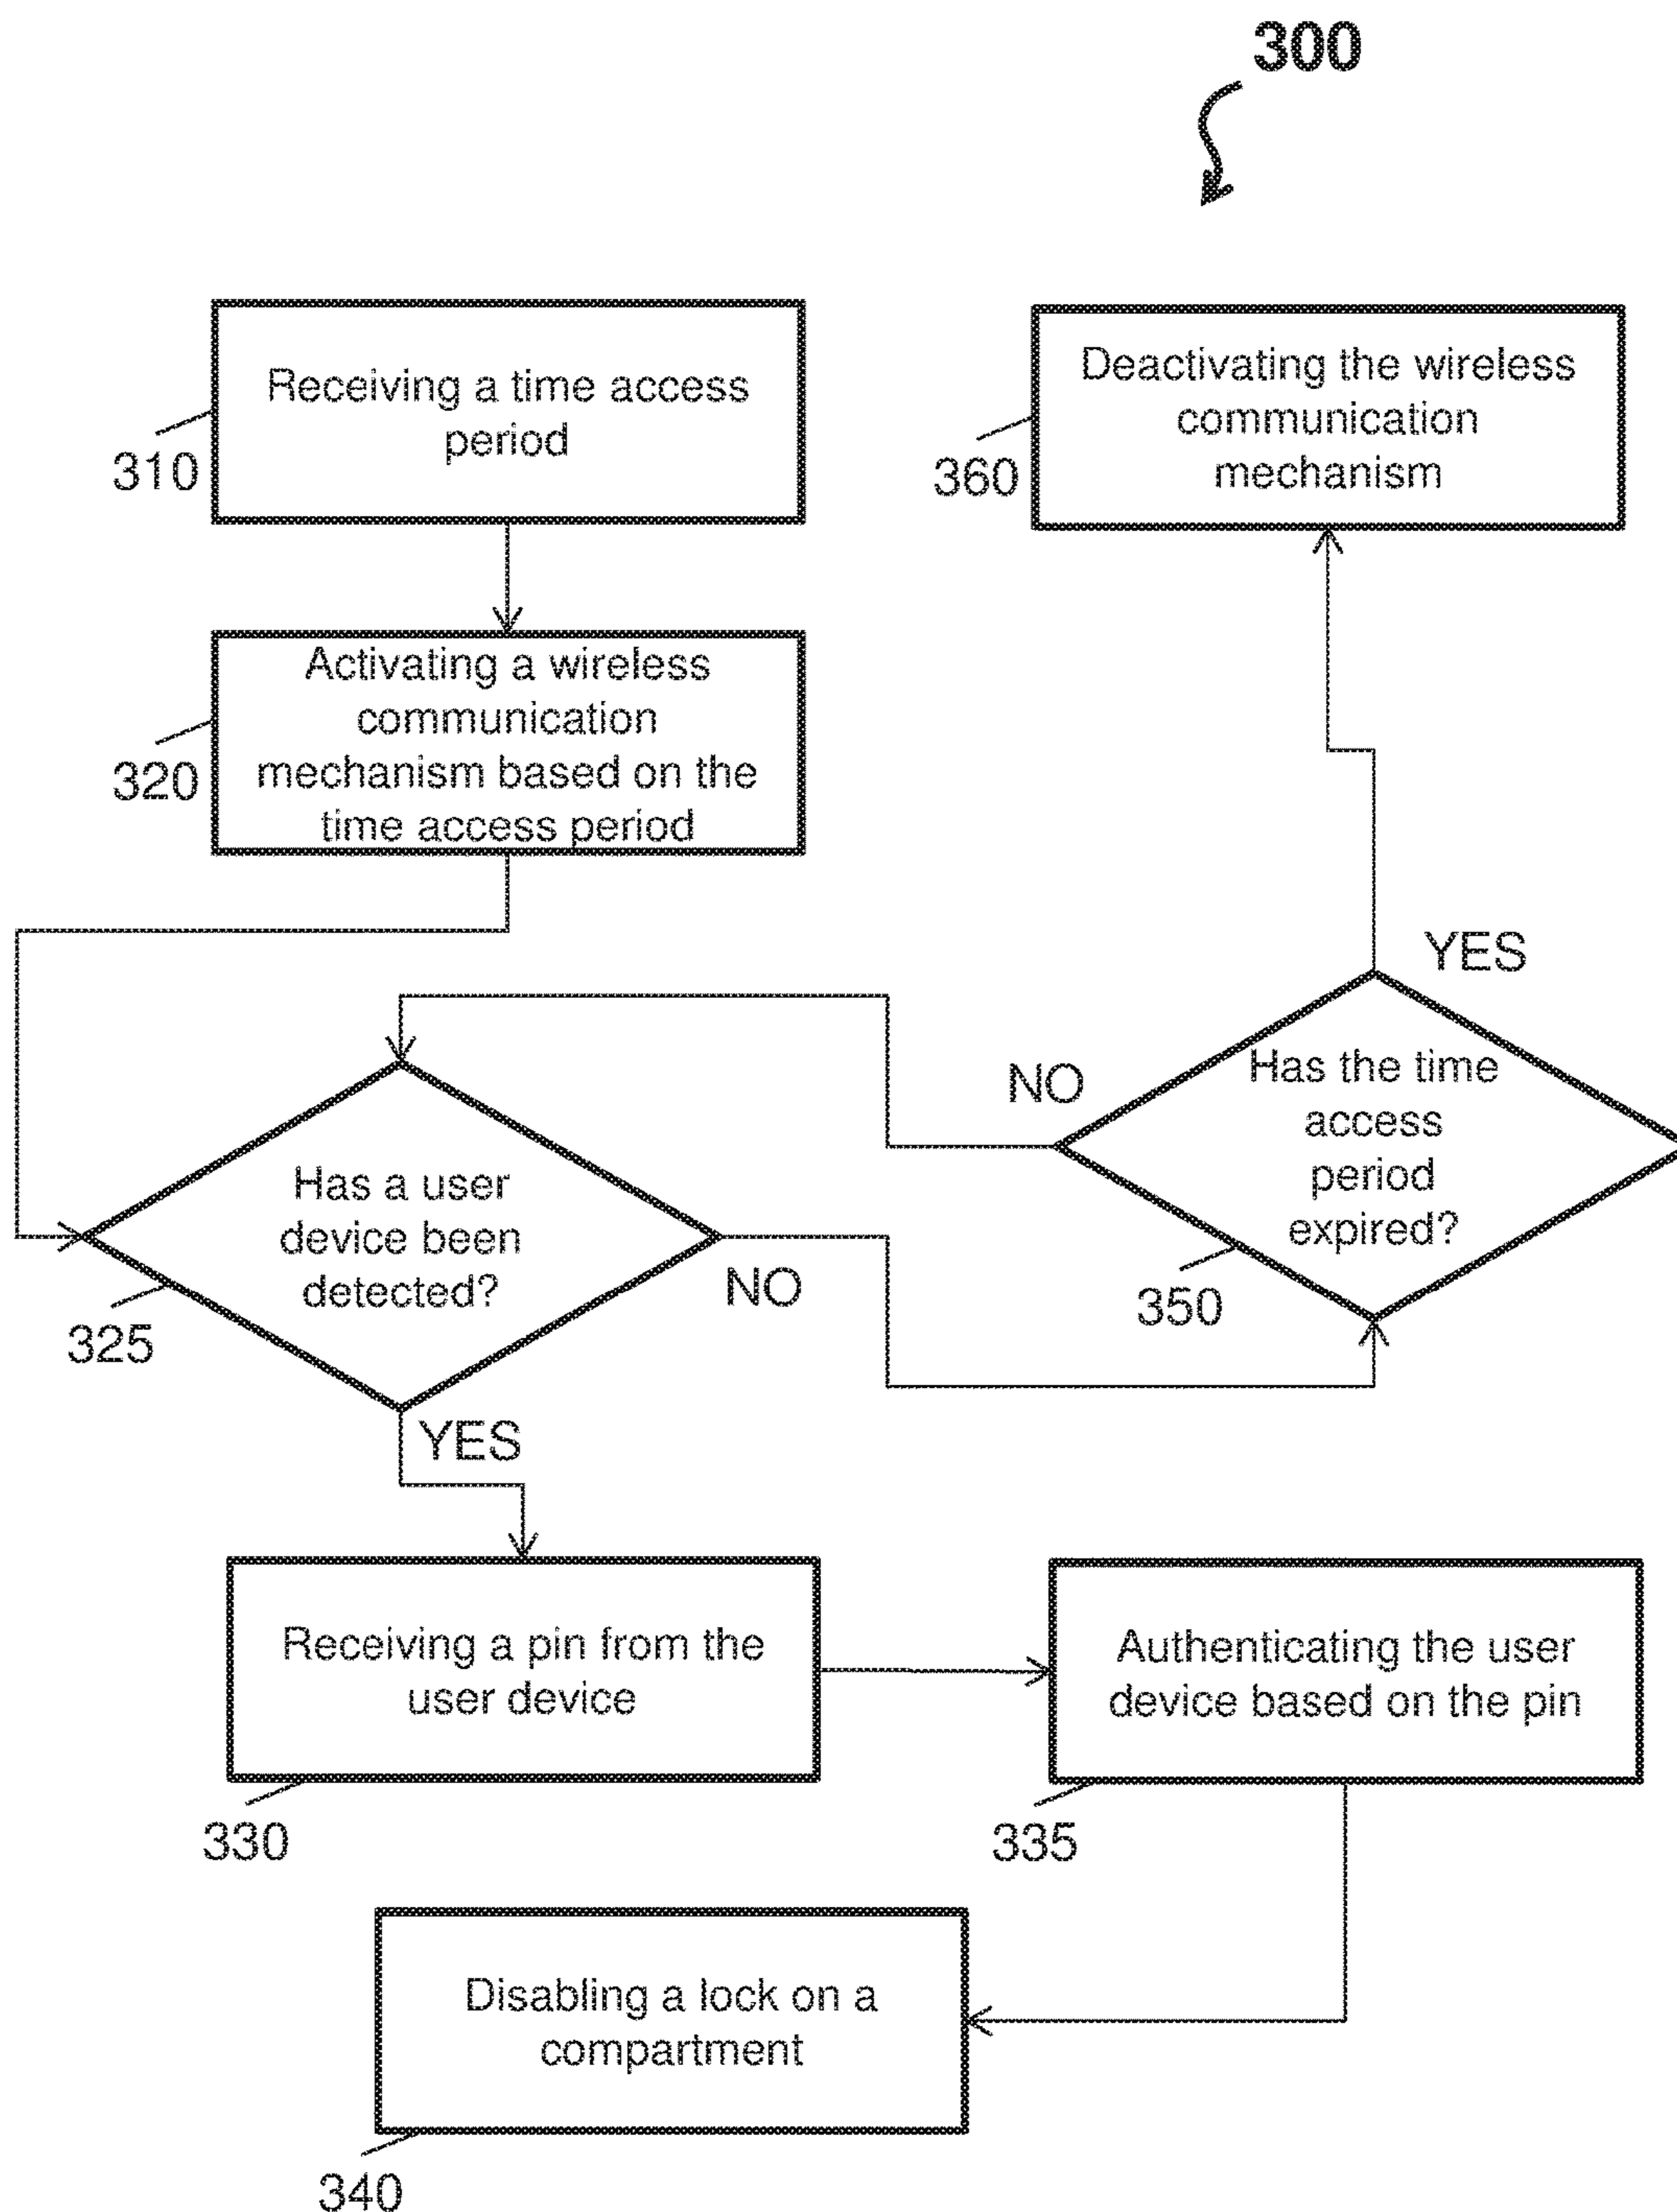 300
Receiving a time access
period
310
Deactivating the wireless
communication
mechanism
360
Activating a wireless
communication
mechanism based on the
time access period
320
YES
Has the time
access
period
expired?
NO
350
Has a user
device been
detected?
NO
325
YES
Receiving a pin from the
user device
330
Authenticating the user
device based on the pin
335
Disabling a lock on a
compartment
340